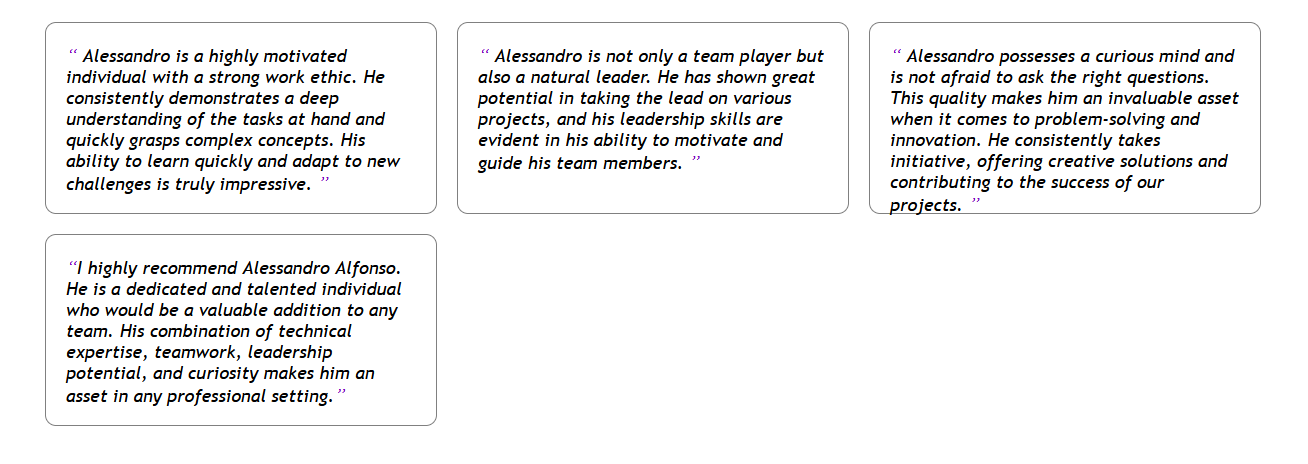 “ Alessandro is a highly motivated
individual with a strong work ethic. He
consistently demonstrates a deep
understanding of the tasks at hand and
quickly grasps complex concepts. His
ability to learn quickly and adapt to new
challenges is truly impressive. ”
“ Alessandro is not only a team player but
also a natural leader. He has shown great
potential in taking the lead on various
projects, and his leadership skills are
evident in his ability to motivate and
guide his team members. ”
“ Alessandro possesses a curious mind and
is not afraid to ask the right questions.
This quality makes him an invaluable asset
when it comes to problem-solving and
innovation. He consistently takes
initiative, offering creative solutions and
contributing to the success of our
projects. ”
“I highly recommend Alessandro Alfonso.
He is a dedicated and talented individual
who would be a valuable addition to any
team. His combination of technical
expertise, teamwork, leadership
potential, and curiosity makes him an
asset in any professional setting.”